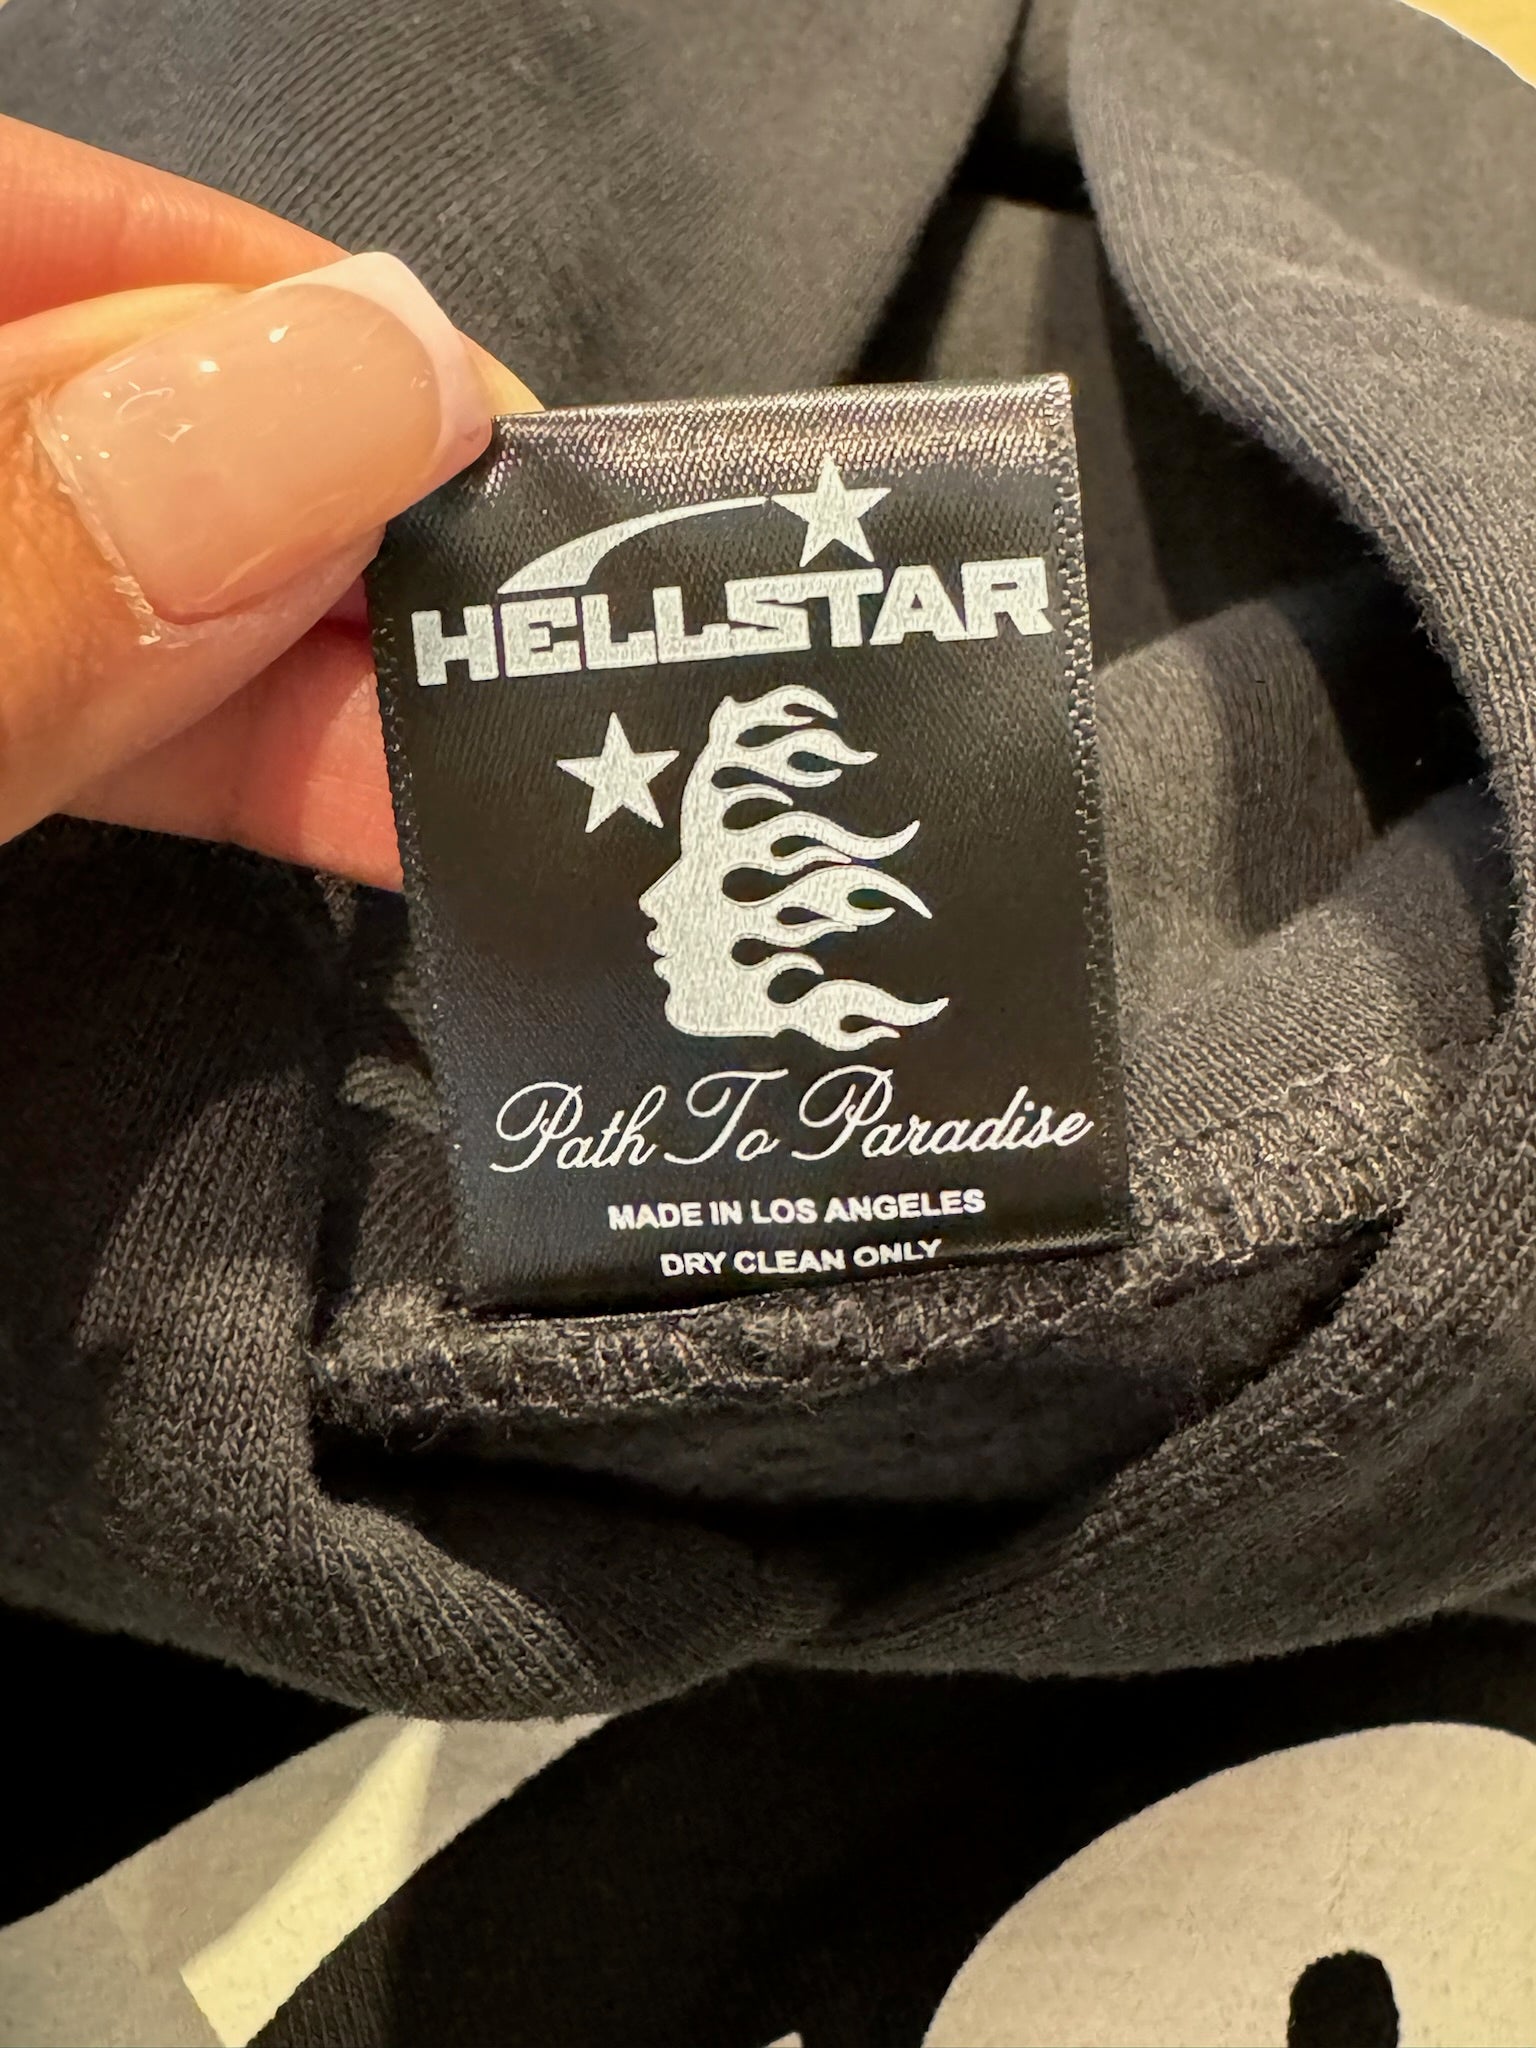 HELLSTAR
Path To Paradise
MADE IN LOS ANGELES
DRY CLEAN ONLY